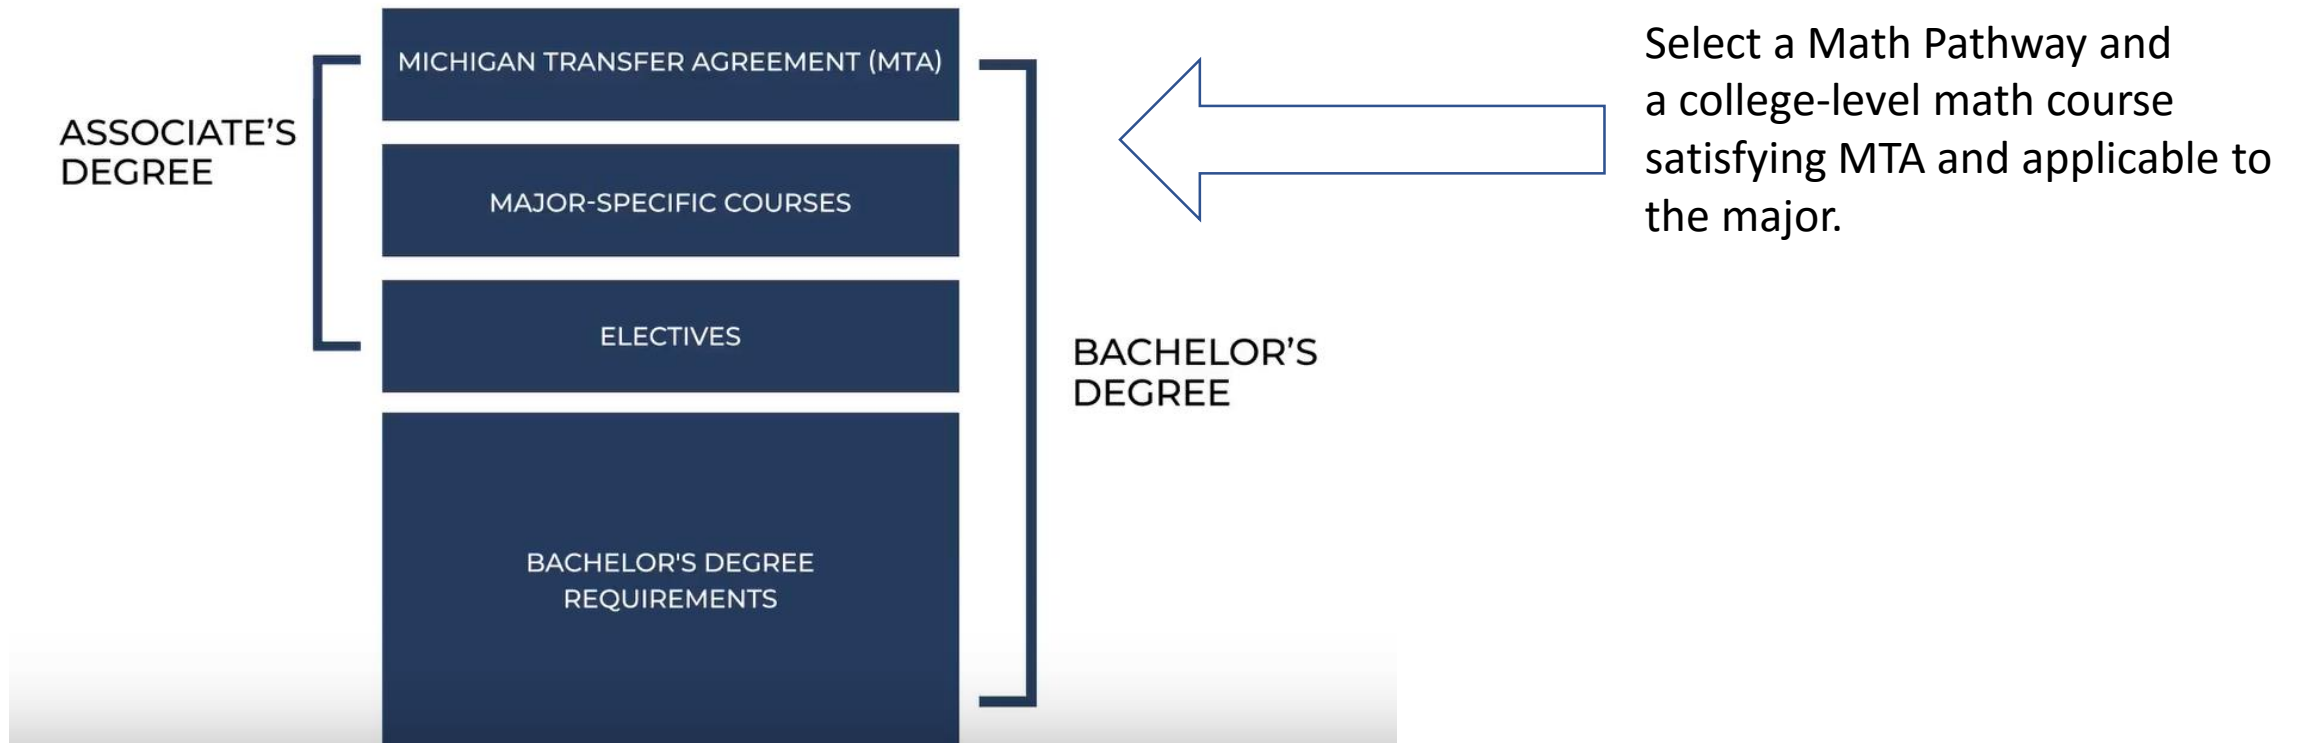 MICHIGAN TRANSFER AGREEMENT (MTA)
ASSOCIATE'S
DEGREE
MAJOR-SPECIFIC COURSES
ELECTIVES
BACHELOR'S DEGREE
REQUIREMENTS
BACHELOR'S
DEGREE
Select a Math Pathway and
a college-level math course
satisfying MTA and applicable to
the major.